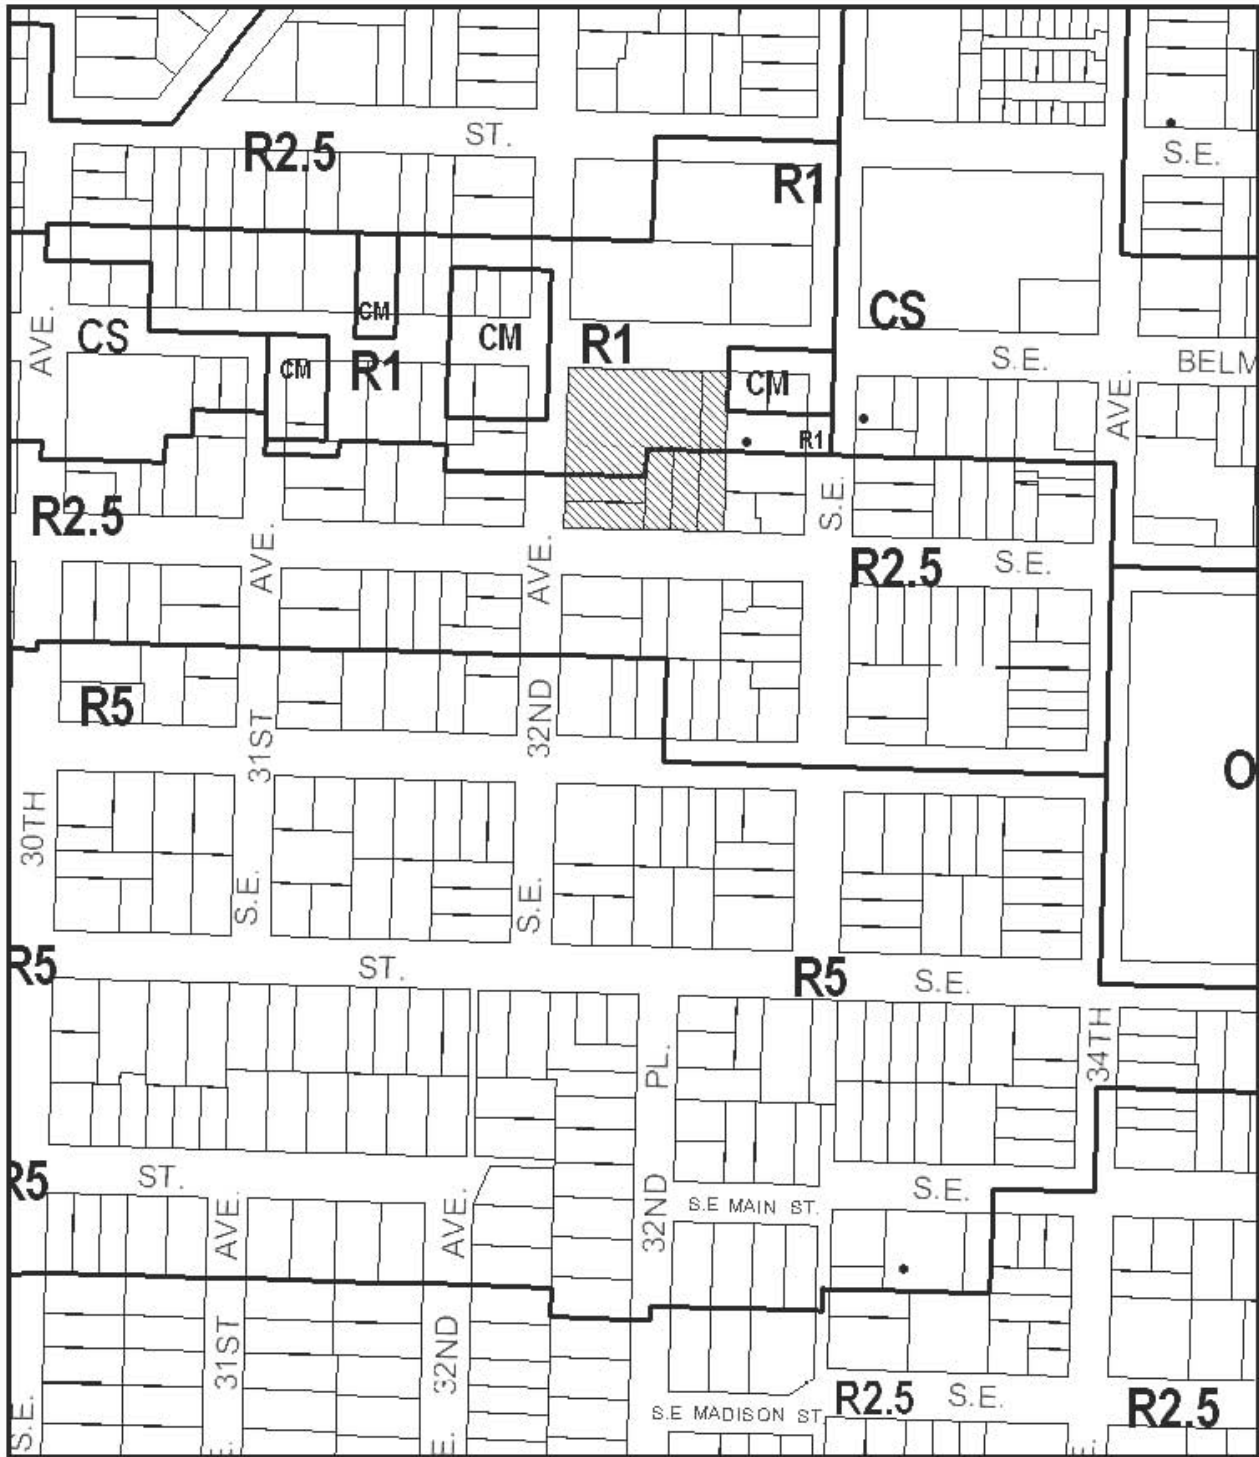 ST.
R2.5
S.E.
R1
CM
CS
CM
R1
CS
AVE.
CM
R1
S.E.
BELM
CM
AVE.
R1
R2.5
S.E.
AVE.
AVE.
R2.5
S.E.
R5
31ST
32ND
O
30TH
S.E.
S.E.
R5
ST.
R5
S.E.
34TH
PL.
R5
ST.
S.E.
AVE.
AVE.
32ND
S.E MAIN ST.
31ST
32ND
R2.5
S.E.
R2.5
S.E MADISON ST.
S.E.
E.
E.
E.